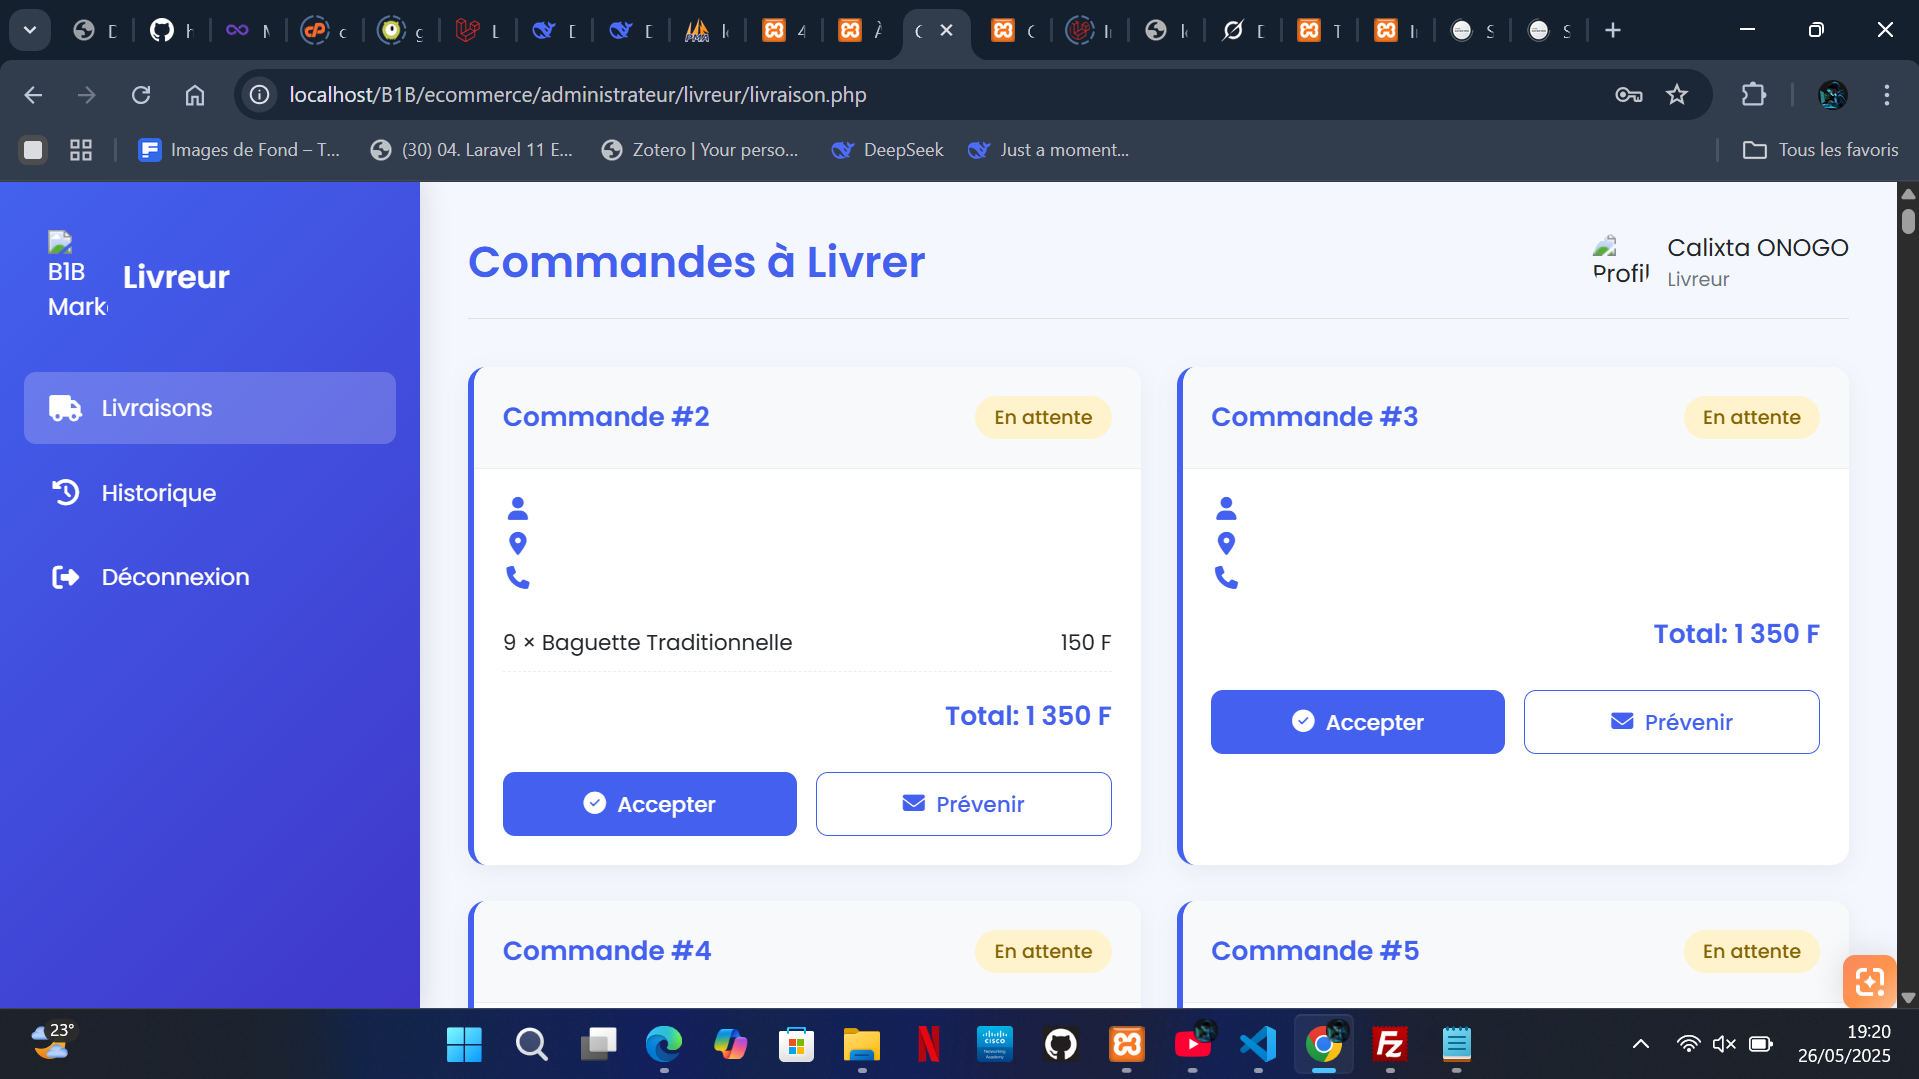 localhost/B1B/ecommerce/administrateur/livreur/livraison.php
Images de Fond – T...
(30) 04. Laravel 11 E...
Zotero | Your perso...
DeepSeek
Just a moment...
Tous les favoris
B1B
Livreur
Livraisons
Historique
Déconnexion
Commandes à Livrer
Profil
Calixta ONOGO
Livreur
Commande #2
En attente
9 × Baguette Traditionnelle
150 F
Total: 1 350 F
Accepter
Prévenir
Commande #3
En attente
Total: 1 350 F
Accepter
Prévenir
Commande #4
En attente
Commande #5
En attente
23°
19:20
26/05/2025